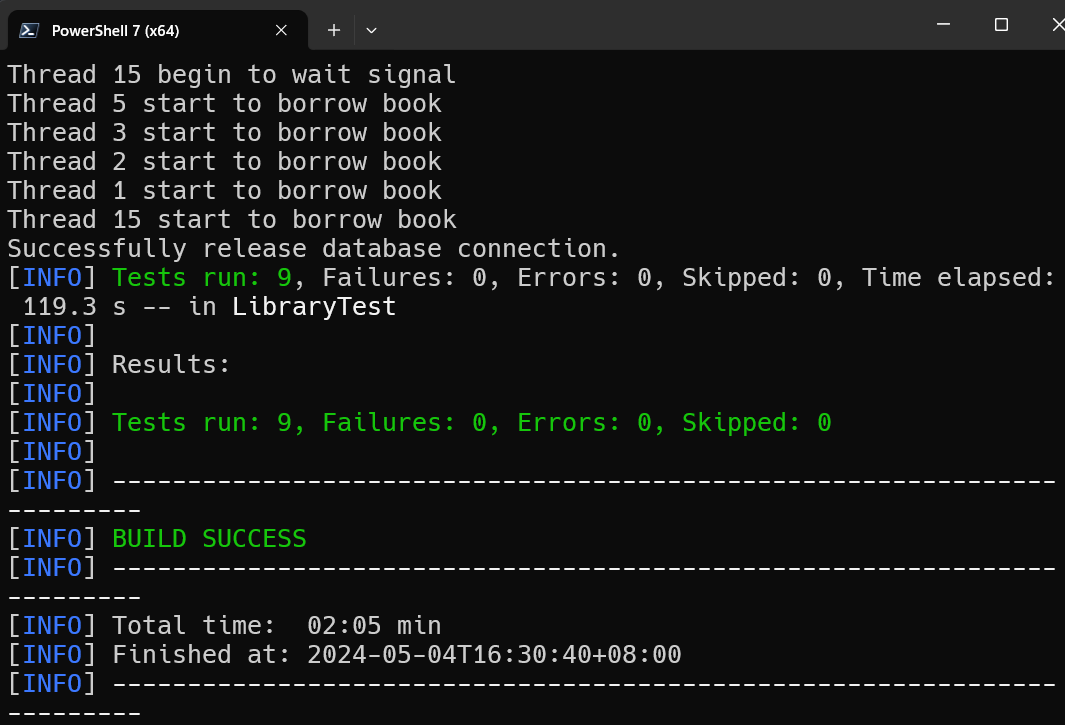 PowerShell 7 (x64)
Thread 15 begin to wait signal
Thread 5 start to borrow book
Thread 3 start to borrow book
Thread 2 start to borrow book
Thread 1 start to borrow book
Thread 15 start to borrow book
Successfully release database connection.
[INFO] Tests run: 9, Failures: 0, Errors: 0, Skipped: 0, Time elapsed:
 119.3 s -- in LibraryTest
[INFO]
[INFO] Results:
[INFO]
[INFO] Tests run: 9, Failures: 0, Errors: 0, Skipped: 0
[INFO]
[INFO] ---------------------------------------------------------------
---------
[INFO] BUILD SUCCESS
[INFO] ---------------------------------------------------------------
---------
[INFO] Total time:  02:05 min
[INFO] Finished at: 2024-05-04T16:30:40+08:00
[INFO] ---------------------------------------------------------------
---------